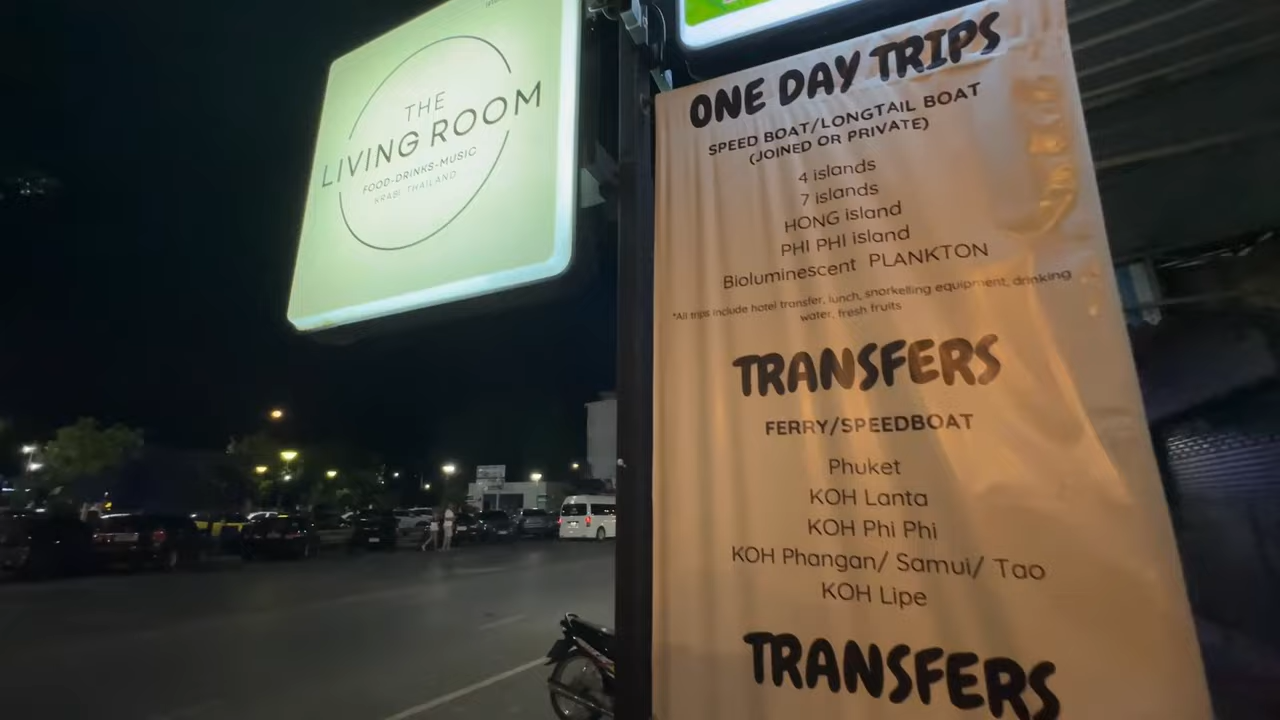 THE
LIVING ROOM
FOOD-DRINKS-MUSIC
KRABI THAILAND
ONE DAY TRIPS
SPEED BOAT/LONGTAIL BOAT
(JOINED OR PRIVATE)
4 islands
7 islands
HONG island
PHI PHI island
Bioluminescent PLANKTON
*All trips include hotel transfer, lunch, snorkelling equipment, drinking
water, fresh fruits
TRANSFERS
FERRY/SPEEDBOAT
Phuket
KOH Lanta
KOH Phi Phi
KOH Phangan/ Samui/ Tao
KOH Lipe
TRANSFERS